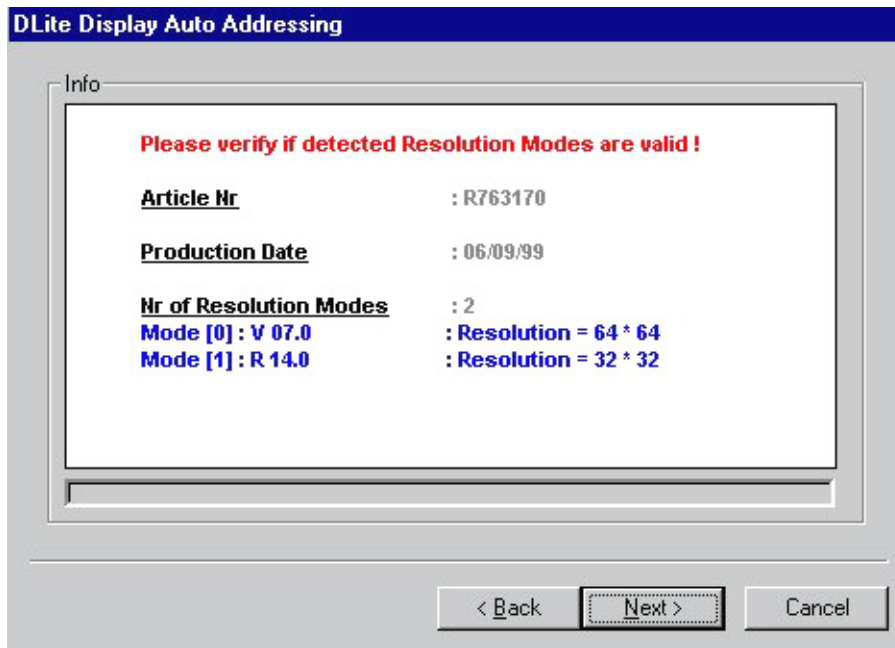 DLite Display Auto Addressing
Info
Please verify if detected Resolution Modes are valid !
Article Nr : R763170
Production Date : 06/09/99
Nr of Resolution Modes : 2
Mode [0] : V 07.0 : Resolution = 64 * 64
Mode [1] : R 14.0 : Resolution = 32 * 32
< Back Next > Cancel